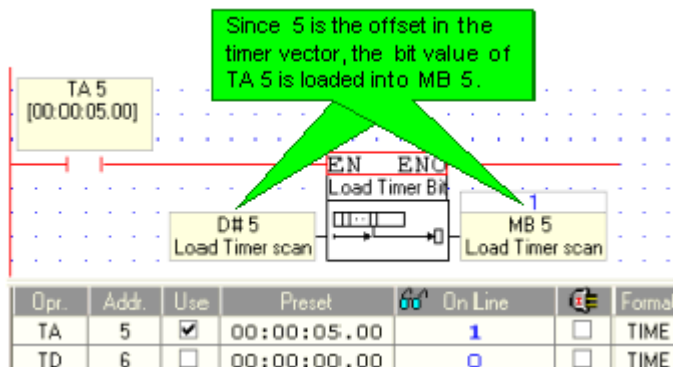 Since 5 is the offset in the
timer vector, the bit value of
TA 5 is loaded into MB 5.
TA 5
[00:00:05.00]
EN ENO
Load Timer Bit
1
D# 5
Load Timer scan
MB 5
Load Timer scan
Opr. Addr. Use Preset On Line Format
TA 5 00:00:05.00 1 TIME
TD 6 00:00:00.00 0 TIME